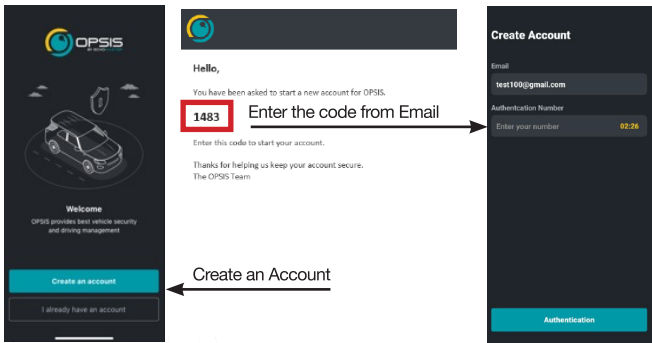 OPSIS
Welcome
OPSIS provides best vehicle security
and driving management
Create an account
I already have an account
Hello,
You have been asked to start a new account for OPSIS.
1483
Enter the code from Email
Enter this code to start your account.
Thanks for helping us keep your account secure.
The OPSIS Team
Create an Account
Create Account
Email
test100@gmail.com
Authentcation Number
Enter your number 02:26
Authentication